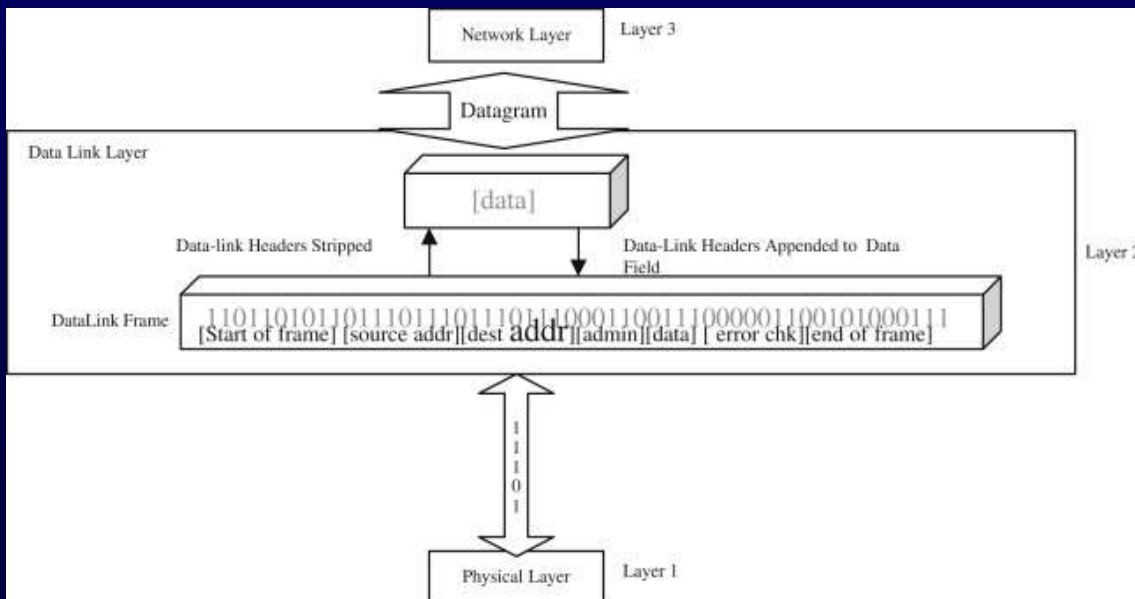 Network Layer
Layer 3
Datagram
Data Link Layer
[data]
Data-link Headers Stripped
Data-Link Headers Appended to Data
Field
Layer 2
DataLink Frame
[Start of frame] [source addr][dest addr][admin][data] [ error chk][end of frame]
1
1
1
1
0
1
Physical Layer
Layer 1